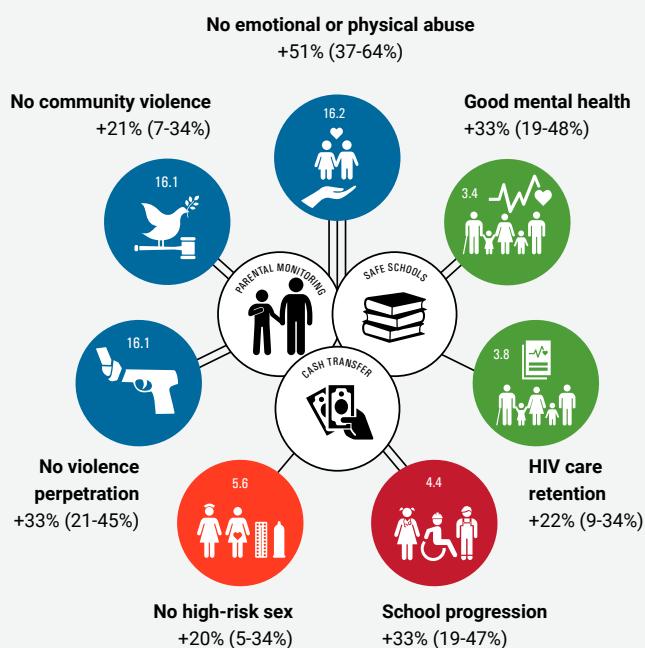 No emotional or physical abuse
+51% (37-64%)
No community violence
+21% (7-34%)
Good mental health
+33% (19-48%)
16.2
16.1
3.4
PARENTAL MONITORING
SAFE SCHOOLS
16.1
3.8
CASH TRANSFER
No violence
perpetration
+33% (21-45%)
HIV care
retention
+22% (9-34%)
5.6
4.4
No high-risk sex
+20% (5-34%)
School progression
+33% (19-47%)